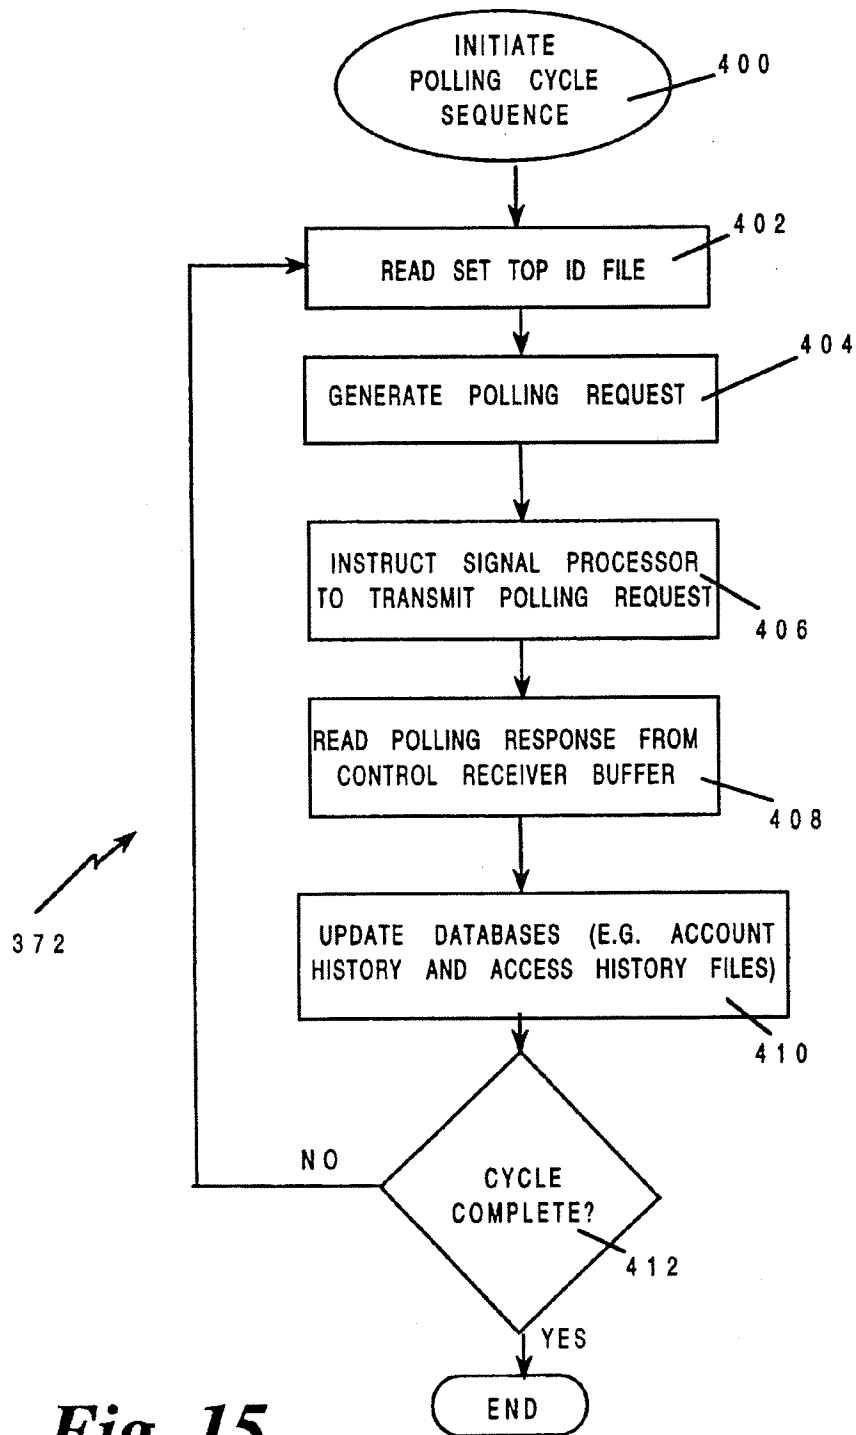 INITIATE
POLLING CYCLE
SEQUENCE
400
402
READ SET TOP ID FILE
404
GENERATE POLLING REQUEST
INSTRUCT SIGNAL PROCESSOR
TO TRANSMIT POLLING REQUEST
406
READ POLLING RESPONSE FROM
CONTROL RECEIVER BUFFER
408
372
UPDATE DATABASES (E.G. ACCOUNT
HISTORY AND ACCESS HISTORY FILES)
410
NO
CYCLE
COMPLETE?
412
YES
END
Fig. 15